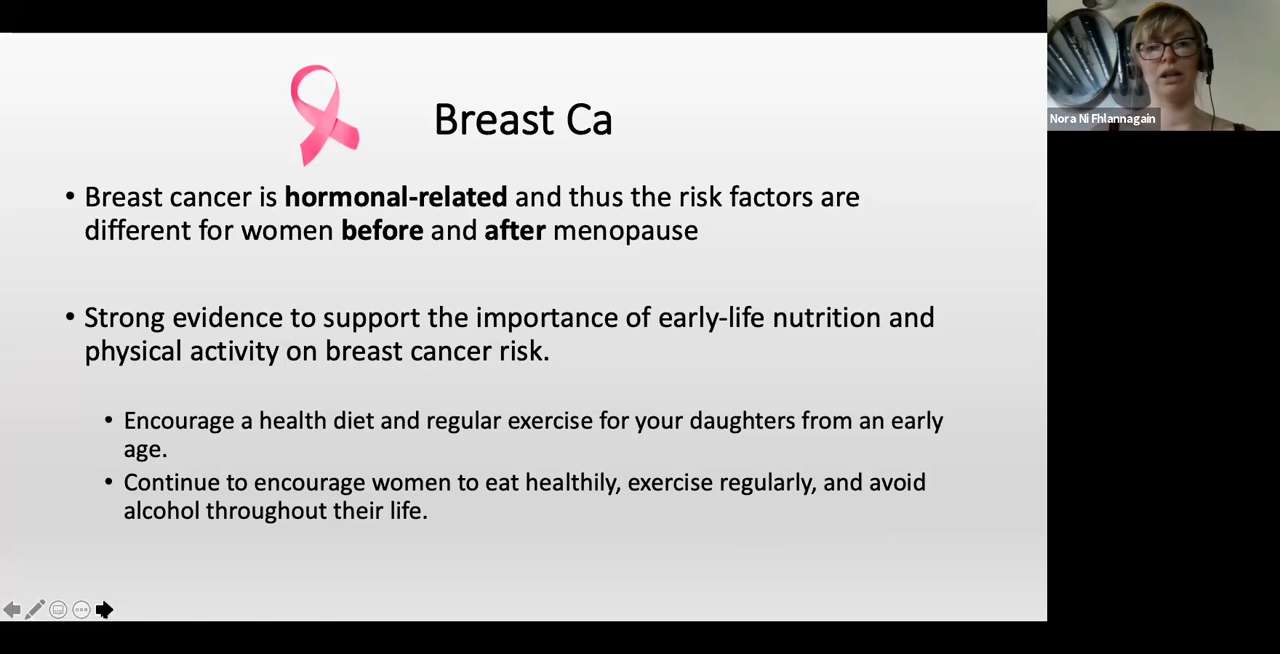 Breast Ca
Nora Ni Fhlannagain
• Breast cancer is hormonal-related and thus the risk factors are
different for women before and after menopause
• Strong evidence to support the importance of early-life nutrition and
physical activity on breast cancer risk.
• Encourage a health diet and regular exercise for your daughters from an early
age.
• Continue to encourage women to eat healthily, exercise regularly, and avoid
alcohol throughout their life.